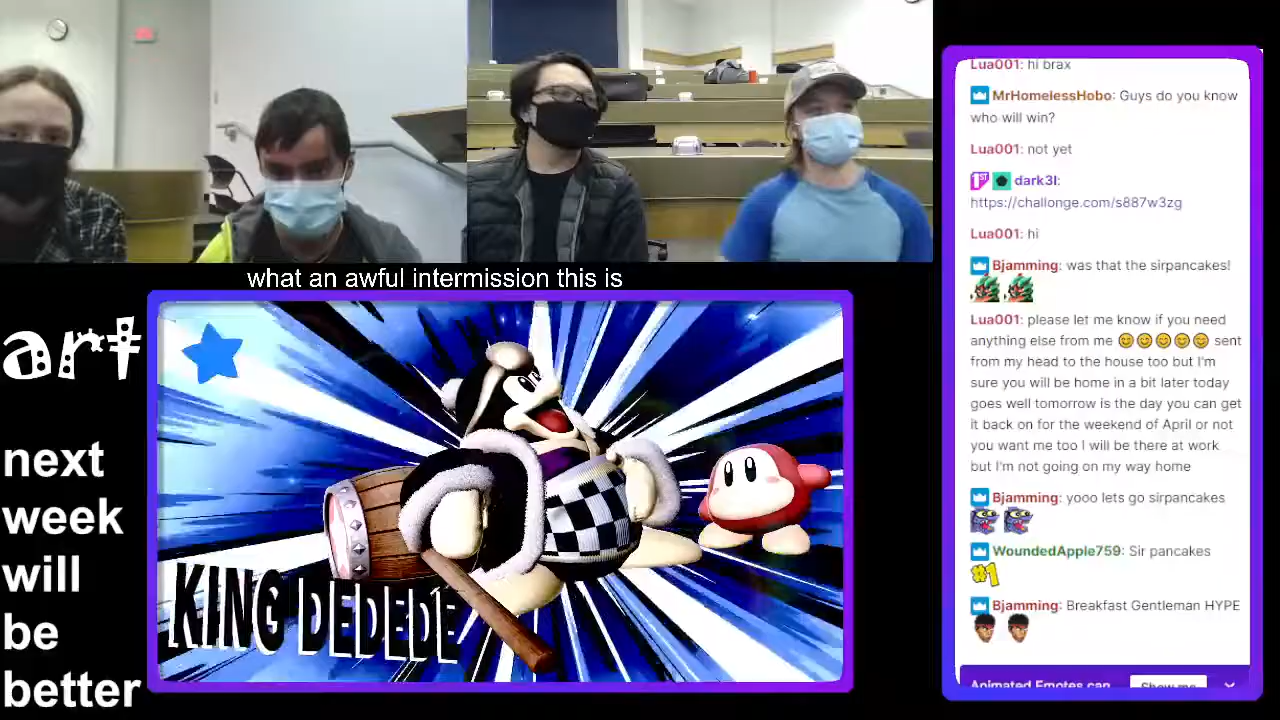 what an awful intermission this is
art
next
week
will
be
better
KING DEDEDE
Lua001: hi brax
MrHomelessHobo: Guys do you know
who will win?
Lua001: not yet
dark3l:
https://challonge.com/s887w3zg
Lua001: hi
Bjamming: was that the sirpancakes!
Lua001: please let me know if you need
anything else from me 😊😊😊😊😊 sent
from my head to the house too but I'm
sure you will be home in a bit later today
goes well tomorrow is the day you can get
it back on for the weekend of April or not
you want me too I will be there at work
but I'm not going on my way home
Bjamming: yooo lets go sirpancakes
WoundedApple759: Sir pancakes
#1
Bjamming: Breakfast Gentleman HYPE
Animated Emotes can
Show me